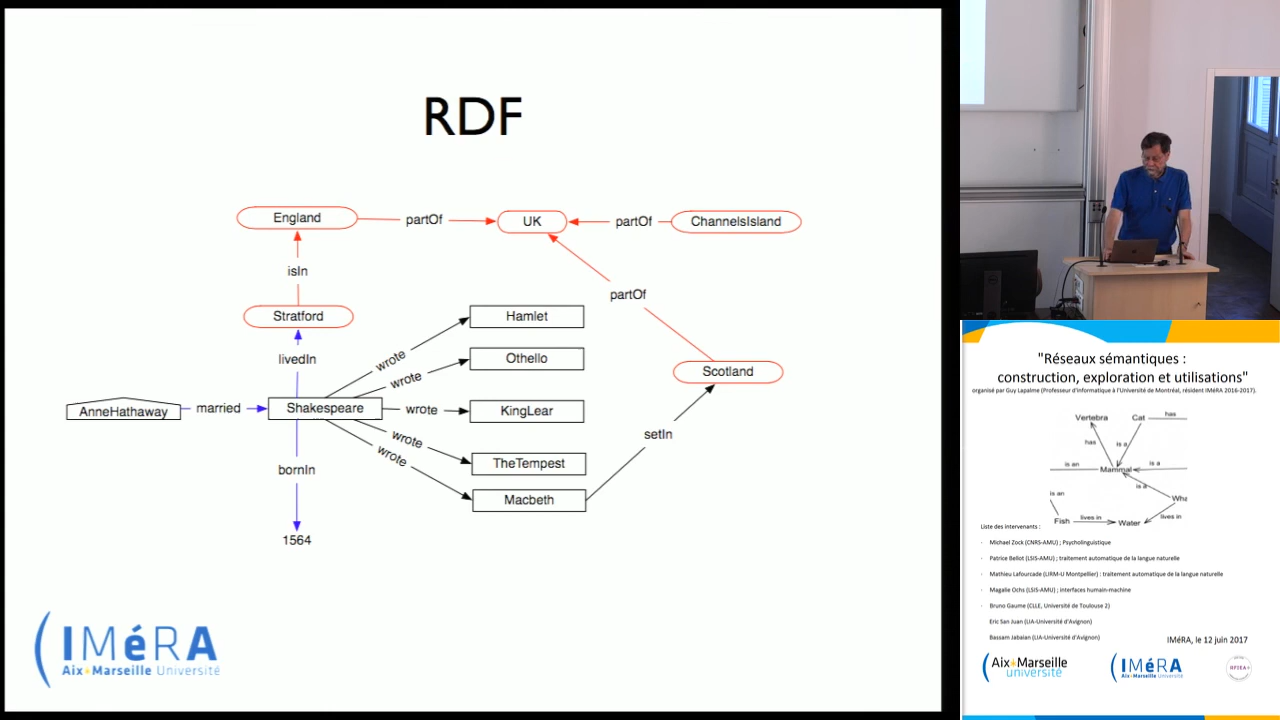 RDF
England
partOf
UK
partOf
ChannelsIsland
isIn
partOf
Stratford
Hamlet
livedIn
wrote
Othello
wrote
Scotland
AnneHathaway
married
Shakespeare
wrote
KingLear
setIn
wrote
TheTempest
wrote
bornIn
Macbeth
1564
IMéRA
Aix*Marseille Université
"Réseaux sémantiques :
construction, exploration et utilisations"
organisé par Guy Lapalme (Professeur d'informatique à l'Université de Montréal, résident IMéRA 2016-2017).
Vertebra
Cat
has
has
is a
is an
Mammal
is a
is a
is an
Wha
Fish
lives in
Water
lives in
Liste des intervenants :
· Michael Zock (CNRS-AMU) ; Psycholinguistique
· Patrice Bellot (LSIS-AMU) ; traitement automatique de la langue naturelle
· Mathieu Lafourcade (LIRM-U Montpellier) : traitement automatique de la langue naturelle
· Magalie Ochs (LSIS-AMU) ; interfaces humain-machine
· Bruno Gaume (CLLE, Université de Toulouse 2)
Eric San Juan (LIA-Université d'Avignon)
Bassam Jabaian (LIA-Université d'Avignon)
IMéRA, le 12 juin 2017
Aix*Marseille
université
IMéRA
Aix*Marseille Université
RFIEA+